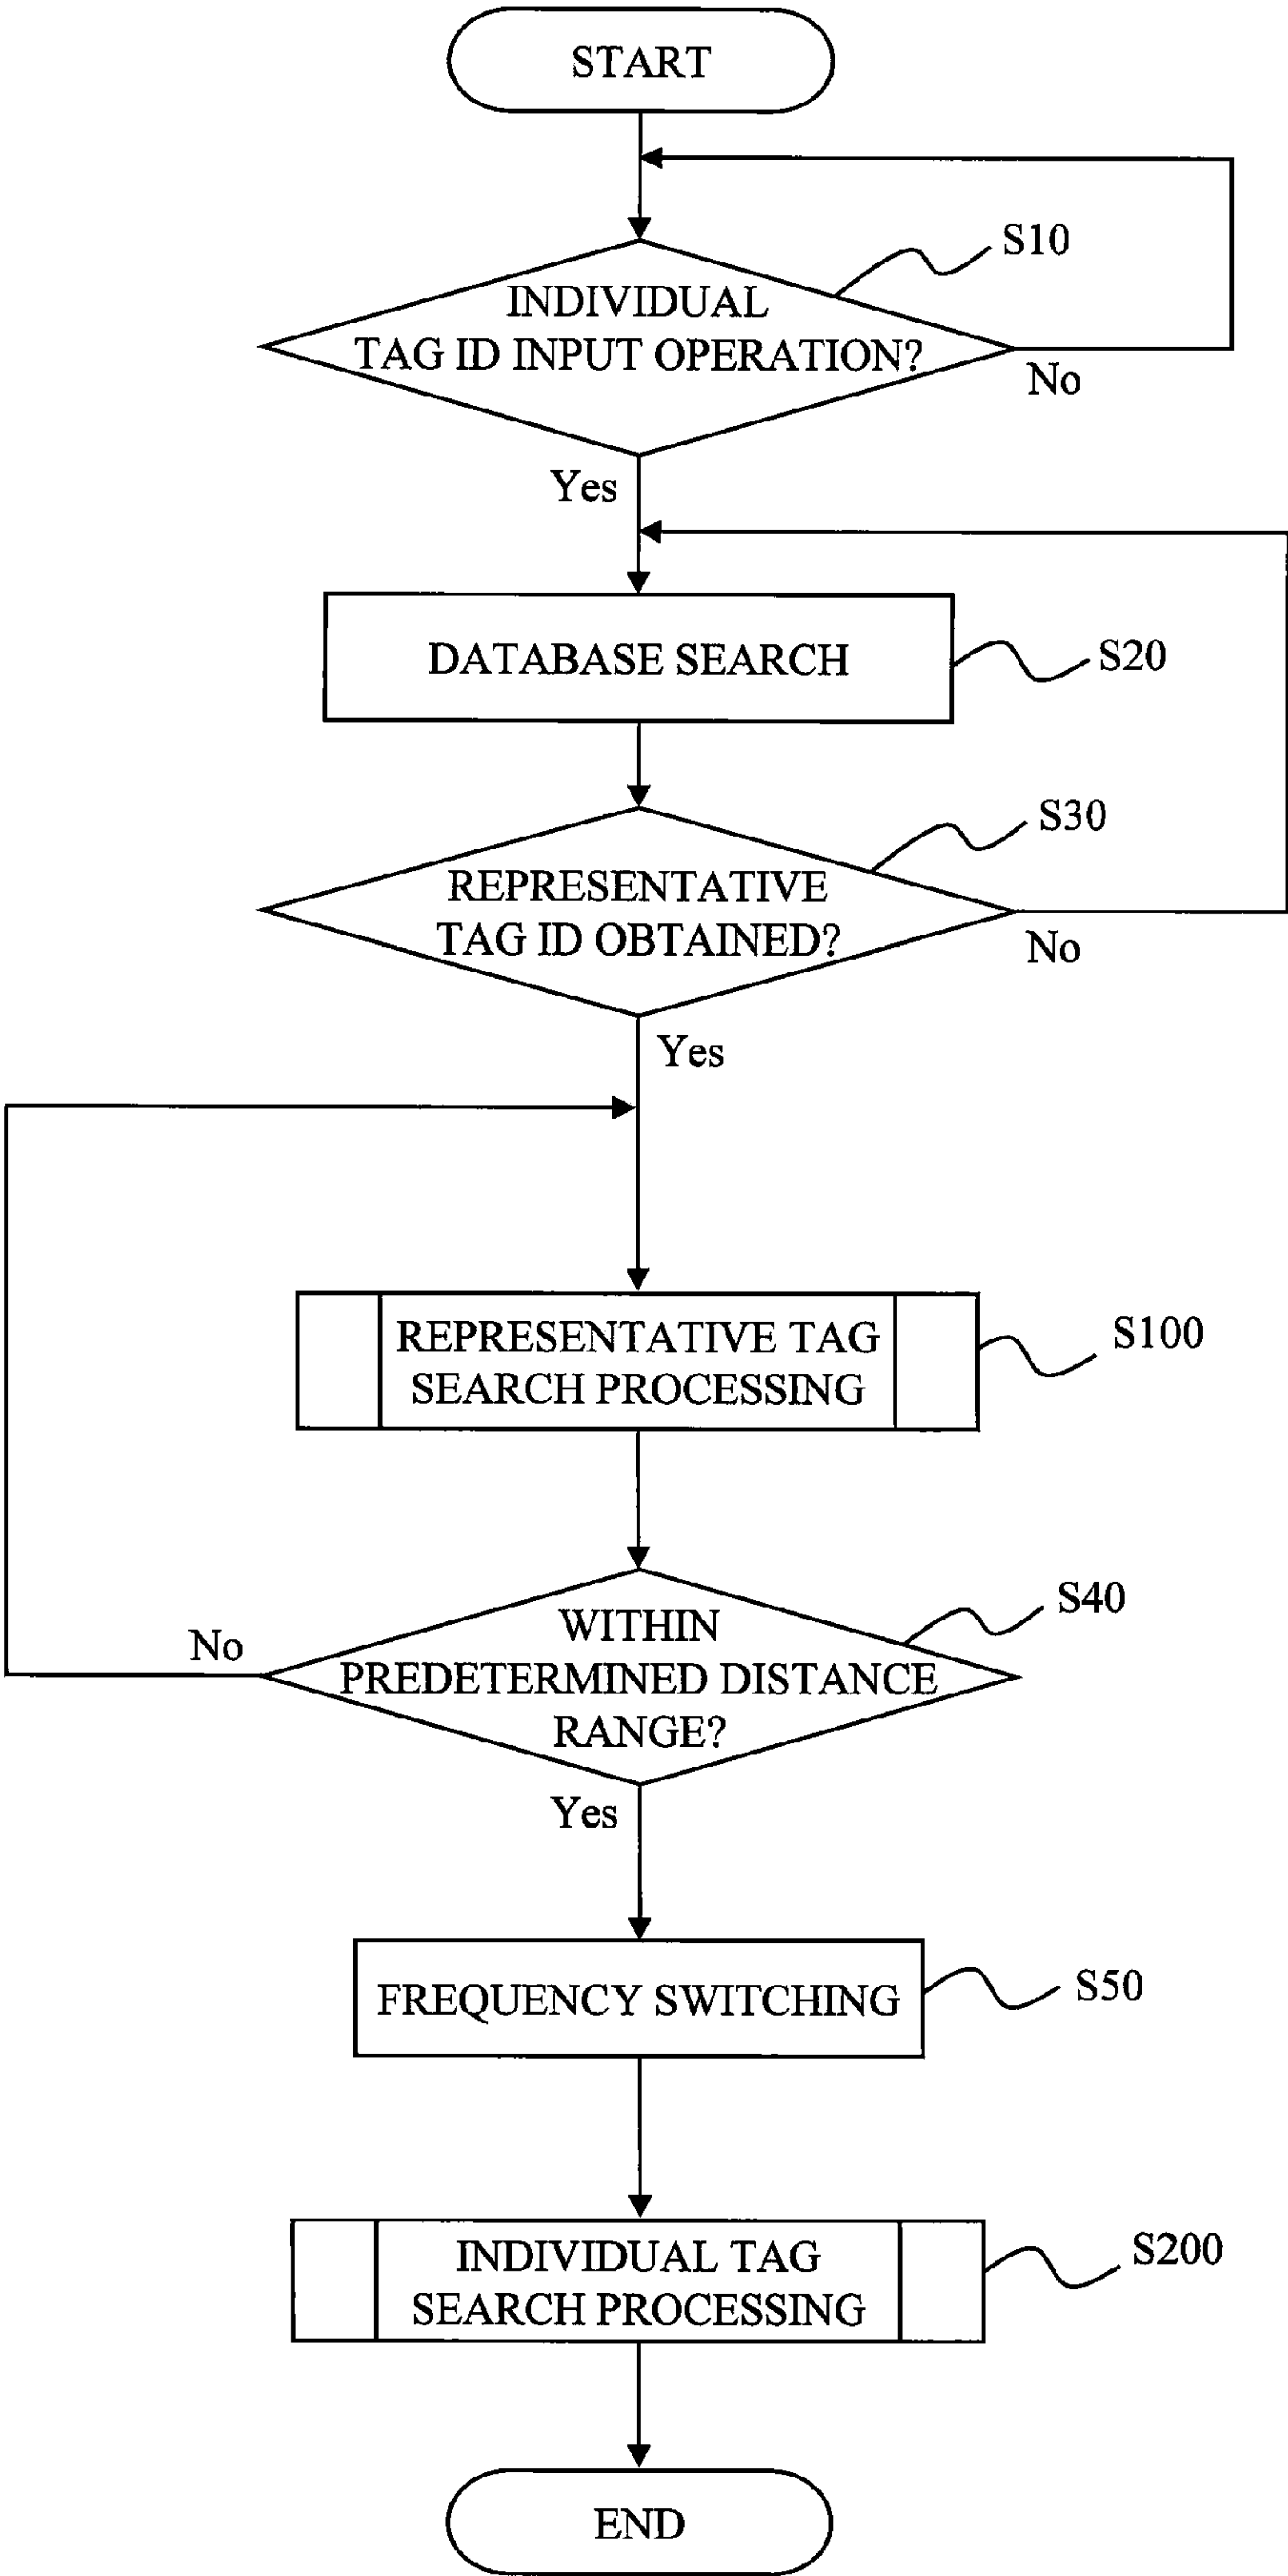 START
S10
INDIVIDUAL
TAG ID INPUT OPERATION?
No
Yes
DATABASE SEARCH
S20
S30
REPRESENTATIVE
TAG ID OBTAINED?
No
Yes
REPRESENTATIVE TAG
SEARCH PROCESSING
S100
S40
WITHIN
PREDETERMINED DISTANCE
RANGE?
No
Yes
FREQUENCY SWITCHING
S50
INDIVIDUAL TAG
SEARCH PROCESSING
S200
END